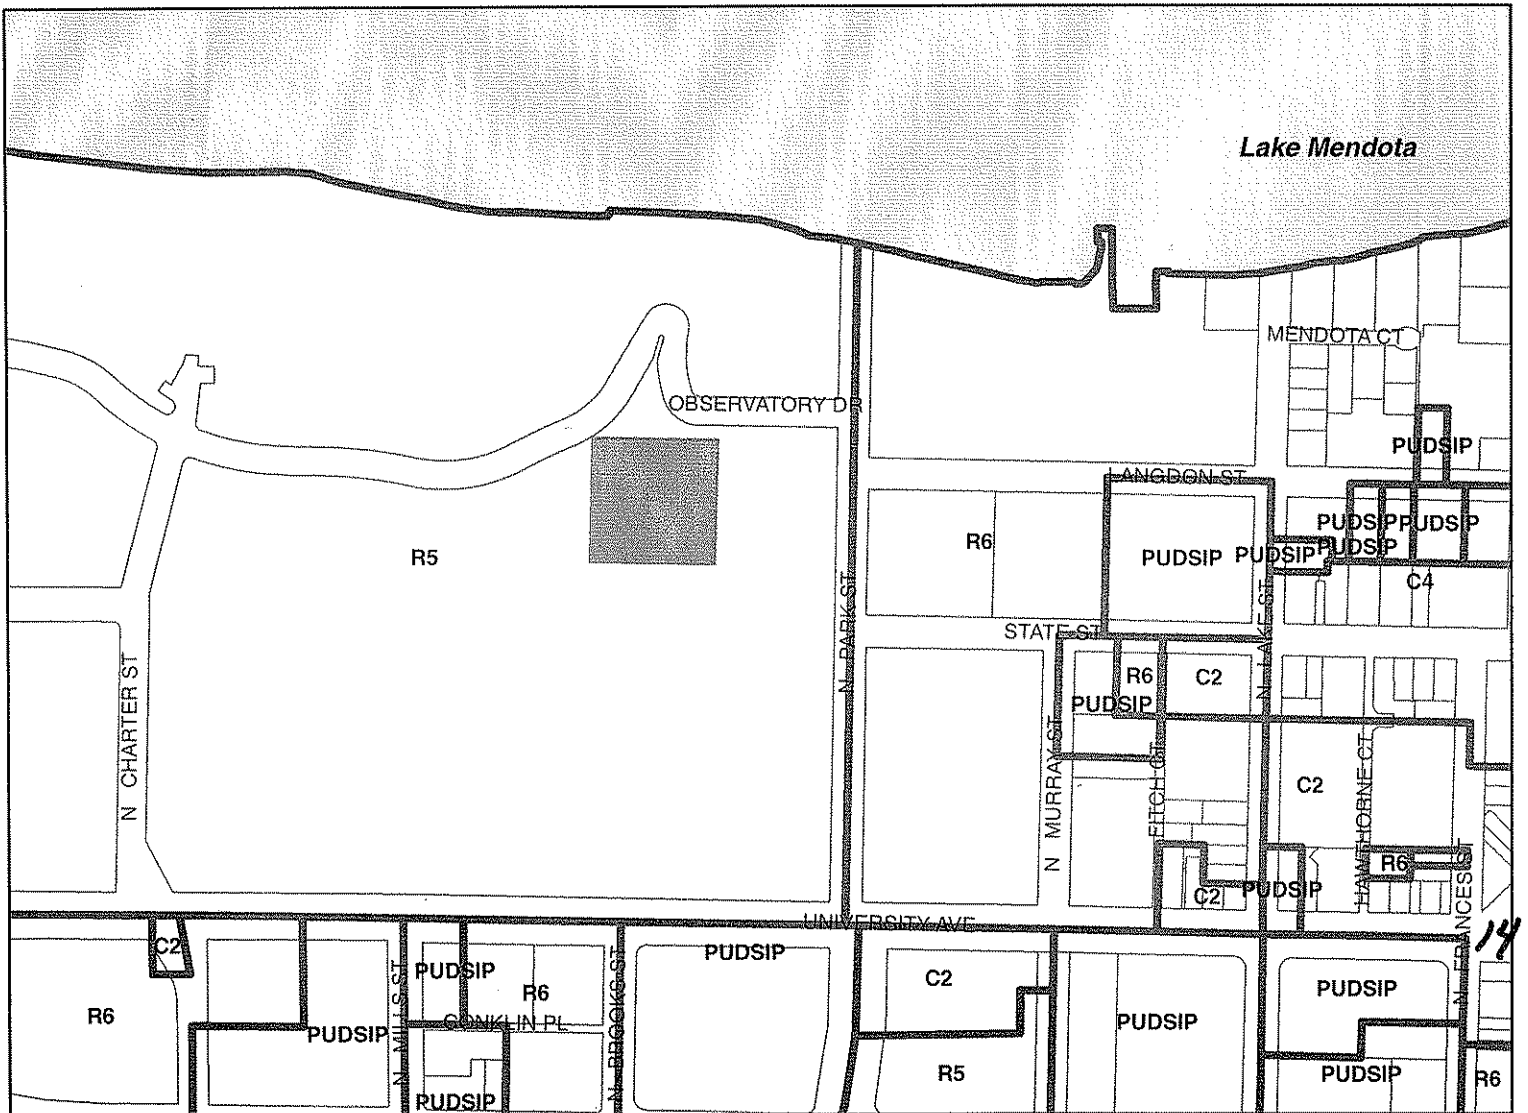 Lake Mendota
MENDOTA CT
OBSERVATORY DR
PUDSIP
LANGDON ST
PUDSIP
PUDSIP
R6
PUDSIP
PUDSIP
PUDSIP
R5
C4
N PARK ST
N LAKE ST
STATE ST
R6
C2
PUDSIP
N CHARTER ST
N MURRAY ST
FITCH CT
HAWTHORNE CT
C2
R6
C2
PUDSIP
N FRANCES ST
UNIVERSITY AVE
14
C2
PUDSIP
PUDSIP
R6
C2
PUDSIP
R6
PUDSIP
CONKLIN PL
N MILLS ST
N BROOKS ST
PUDSIP
R5
PUDSIP
R6
PUDSIP